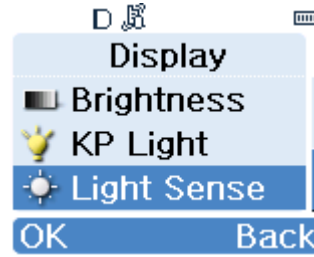 D
Display
Brightness
KP Light
Light Sense
OK Back